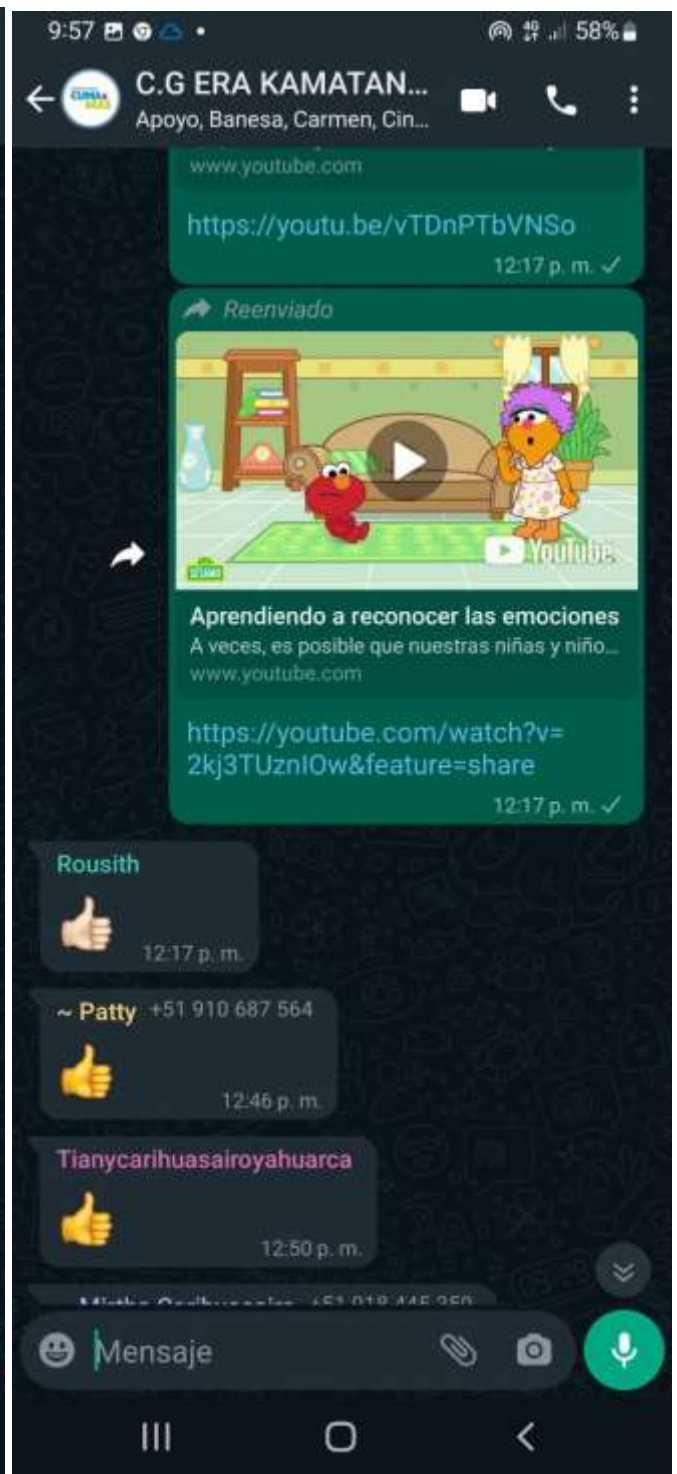 9:57
58%
C.G ERA KAMATAN...
Apoyo, Banesa, Carmen, Cin...
www.youtube.com
https://youtu.be/vTDnPTbVNSo
12:17 p. m.
Reenviado
YouTube
SÉSAMO
Aprendiendo a reconocer las emociones
A veces, es posible que nuestras niñas y niño...
www.youtube.com
https://youtube.com/watch?v=
2kj3TUznIOw&feature=share
12:17 p. m.
Rousith
12:17 p. m.
~ Patty +51 910 687 564
12:46 p. m.
Tianycarihuasairoyahuarca
12:50 p. m.
Mensaje